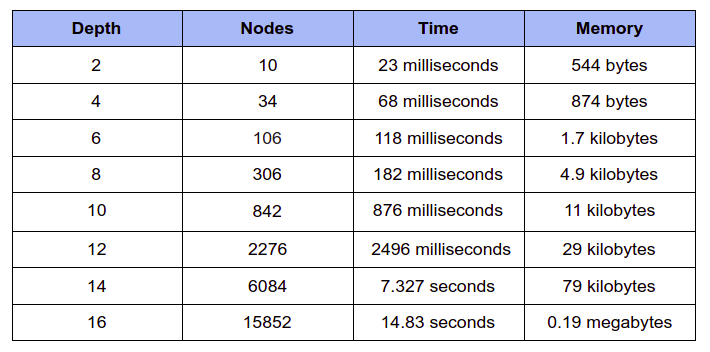 Depth Nodes Time Memory
2 10 23 milliseconds 544 bytes
4 34 68 milliseconds 874 bytes
6 106 118 milliseconds 1.7 kilobytes
8 306 182 milliseconds 4.9 kilobytes
10 842 876 milliseconds 11 kilobytes
12 2276 2496 milliseconds 29 kilobytes
14 6084 7.327 seconds 79 kilobytes
16 15852 14.83 seconds 0.19 megabytes